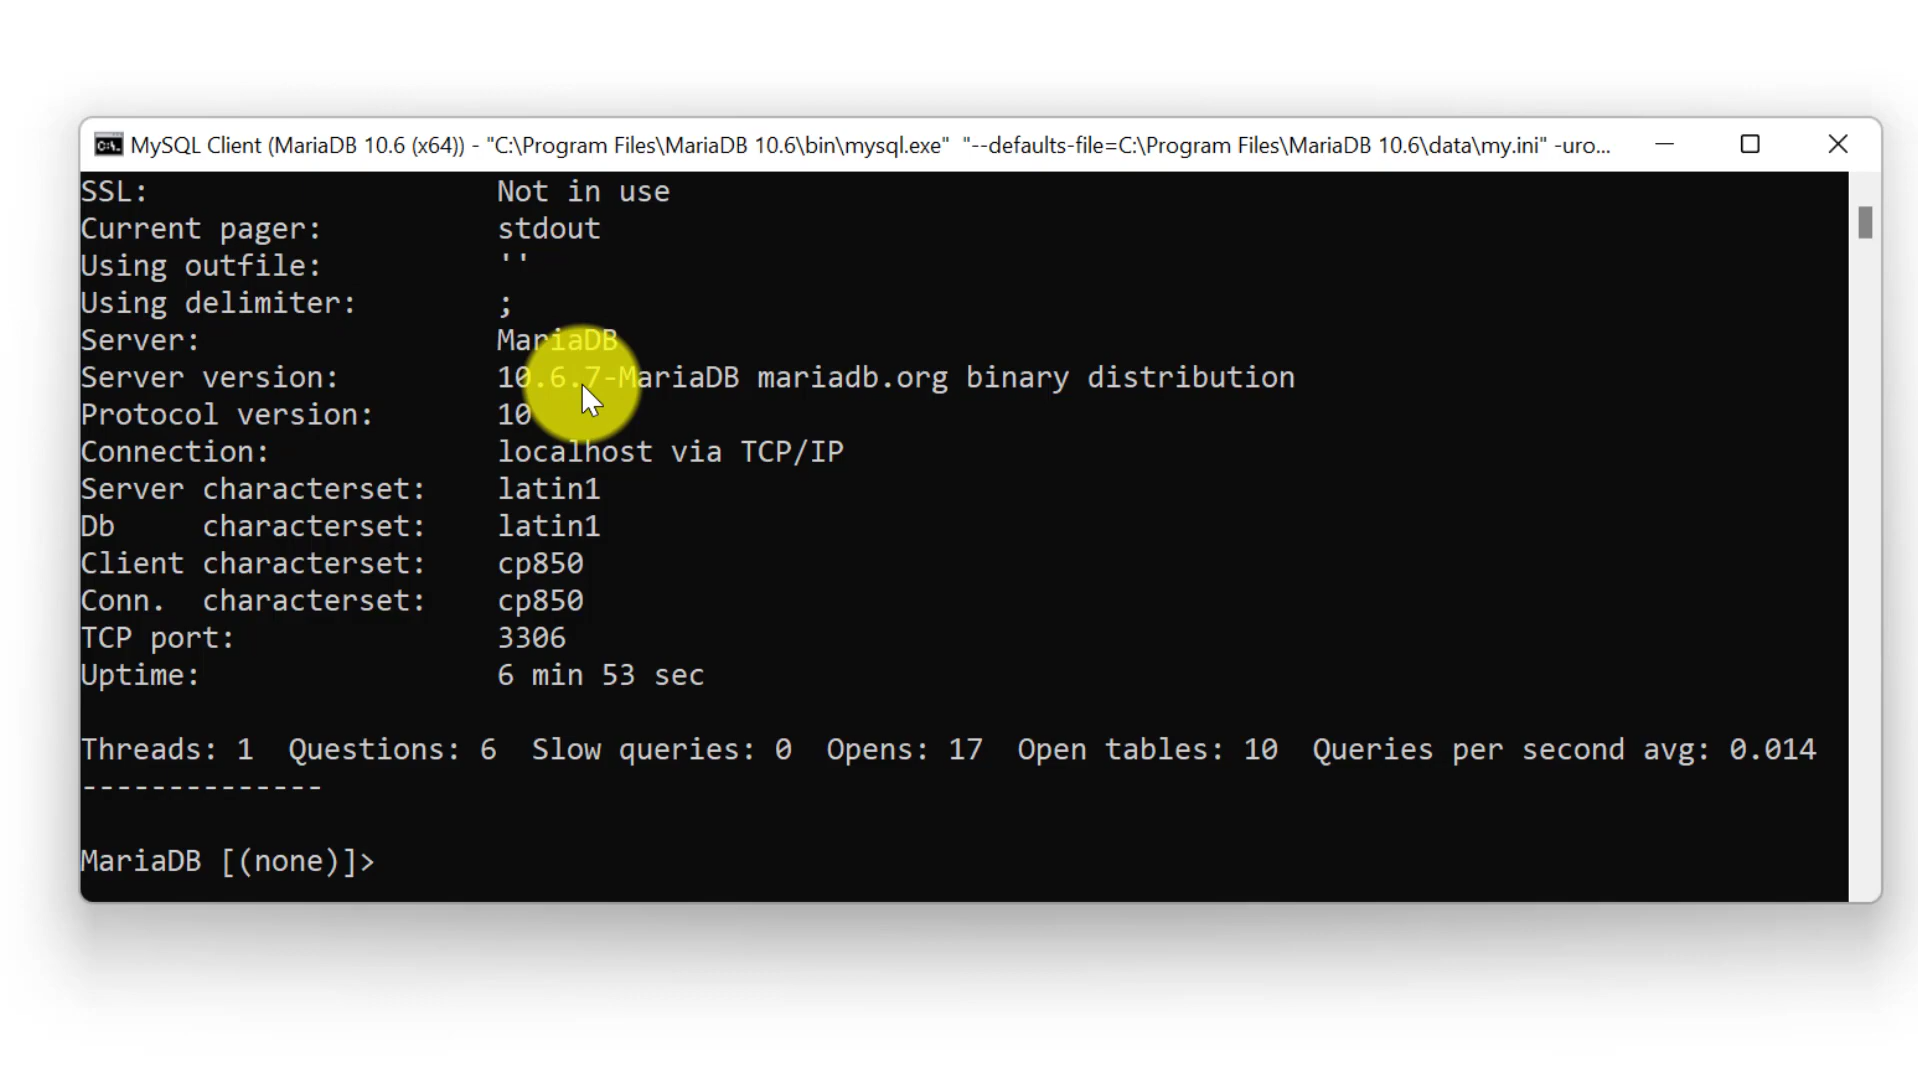 MySQL Client (MariaDB 10.6 (x64)) - "C:\Program Files\MariaDB 10.6\bin\mysql.exe" "--defaults-file=C:\Program Files\MariaDB 10.6\data\my.ini" -uro...
SSL: Not in use
Current pager: stdout
Using outfile: ''
Using delimiter: ;
Server: MariaDB
Server version: 10.6.7-MariaDB mariadb.org binary distribution
Protocol version: 10
Connection: localhost via TCP/IP
Server characterset: latin1
Db characterset: latin1
Client characterset: cp850
Conn. characterset: cp850
TCP port: 3306
Uptime: 6 min 53 sec
Threads: 1 Questions: 6 Slow queries: 0 Opens: 17 Open tables: 10 Queries per second avg: 0.014
--------------
MariaDB [(none)]>